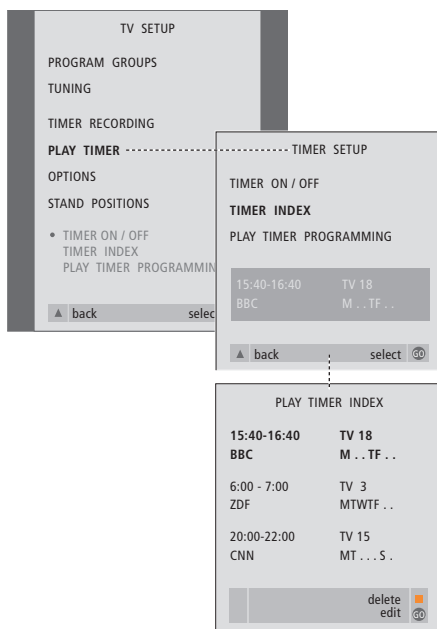 TV SETUP
PROGRAM GROUPS
TUNING
TIMER RECORDING
PLAY TIMER
OPTIONS
STAND POSITIONS
• TIMER ON / OFF
TIMER INDEX
PLAY TIMER PROGRAMMIN
▲ back selec
TIMER SETUP
TIMER ON / OFF
TIMER INDEX
PLAY TIMER PROGRAMMING
15:40-16:40 TV 18
BBC M . . TF . .
▲ back select GO
PLAY TIMER INDEX
15:40-16:40 TV 18
BBC M . . TF . .
6:00 - 7:00 TV 3
ZDF MTWTF . .
20:00-22:00 TV 15
CNN MT . . . S .
delete
edit GO